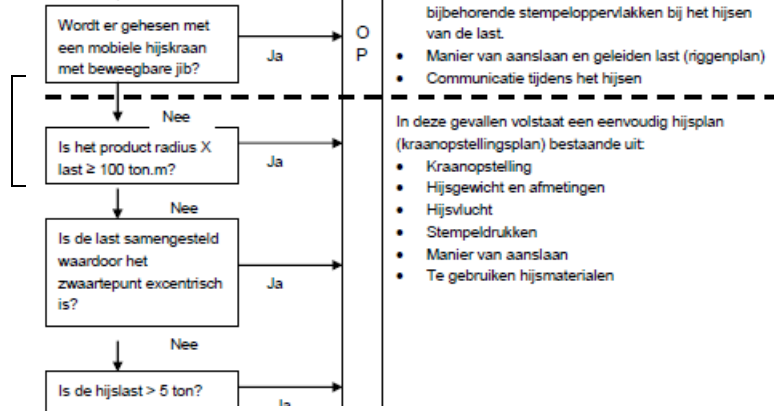 Wordt er gehesen met
een mobiele hijskraan
met beweegbare jib?
Ja
O
P
bijbehorende stempeloppervlakken bij het hijsen
van de last.
• Manier van aanslaan en geleiden last (riggenplan)
• Communicatie tijdens het hijsen
Nee
Is het product radius X
last ≥ 100 ton.m?
Ja
In deze gevallen volstaat een eenvoudig hijsplan
(kraanopstellingsplan) bestaande uit:
• Kraanopstelling
• Hijsgewicht en afmetingen
• Hijsvlucht
• Stempeldrukken
• Manier van aanslaan
• Te gebruiken hijsmaterialen
Nee
Is de last samengesteld
waardoor het
zwaartepunt excentrisch
is?
Ja
Nee
Is de hijslast > 5 ton?
Ja